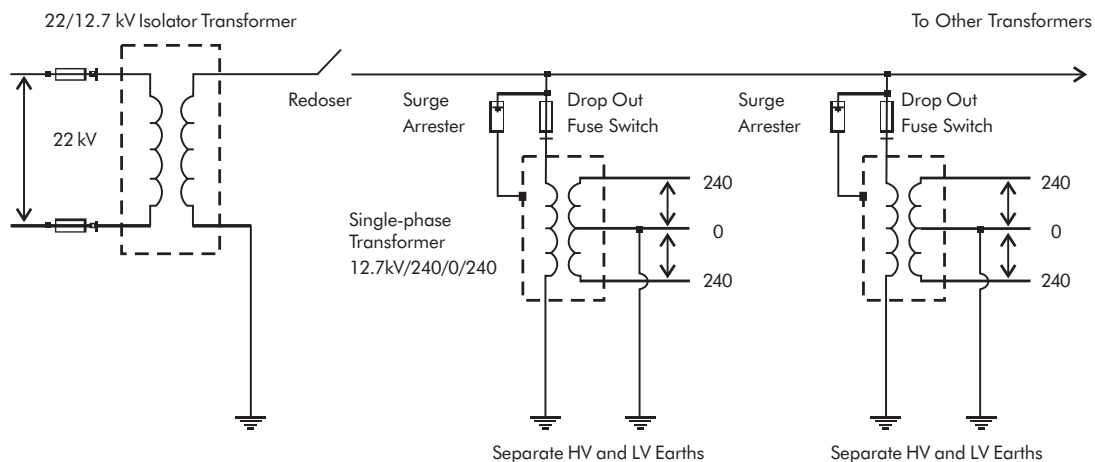 22/12.7 kV Isolator Transformer
To Other Transformers
22 kV
Redoser
Surge
Arrester
Drop Out
Fuse Switch
Surge
Arrester
Drop Out
Fuse Switch
Single-phase
Transformer
12.7kV/240/0/240
240
0
240
240
0
240
Separate HV and LV Earths
Separate HV and LV Earths